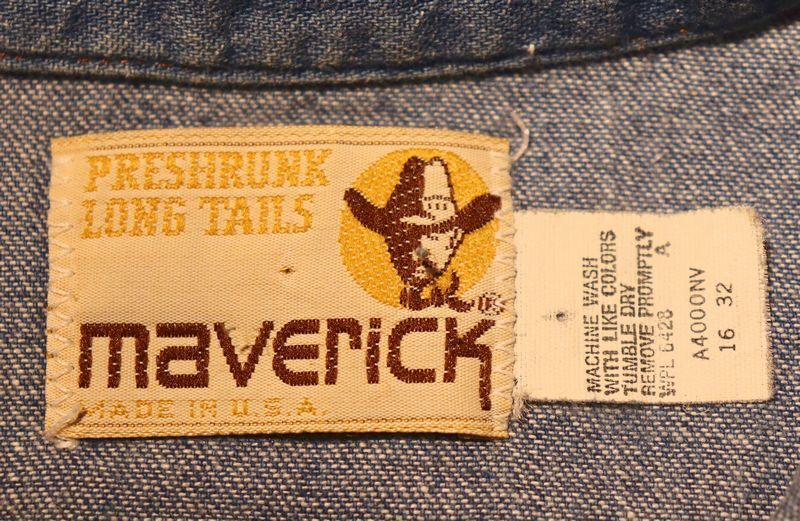 PRESHRUNK
LONG TAILS
maverick
MADE IN U.S.A.
®
MACHINE WASH
WITH LIKE COLORS
TUMBLE DRY
REMOVE PROMPTLY
WPL 6428 A
A4000NV
16 32